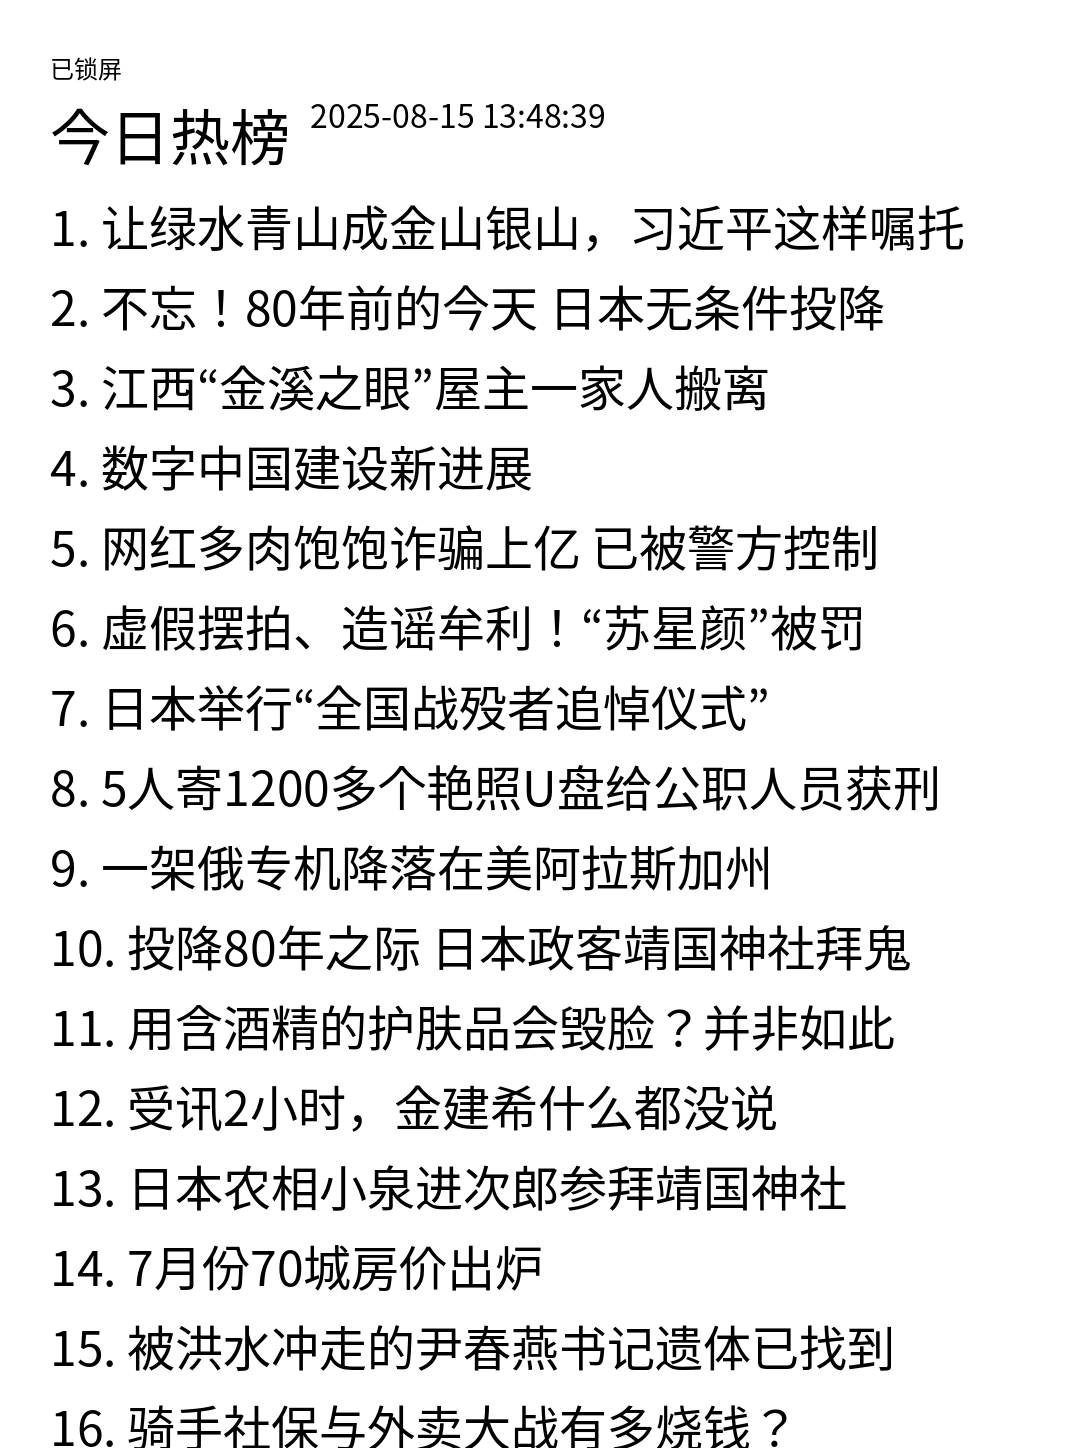 已锁屏
今日热榜 2025-08-15 13:48:39
1. 让绿水青山成金山银山，习近平这样嘱托
2. 不忘！80年前的今天 日本无条件投降
3. 江西“金溪之眼”屋主一家人搬离
4. 数字中国建设新进展
5. 网红多肉饱饱诈骗上亿 已被警方控制
6. 虚假摆拍、造谣牟利！“苏星颜”被罚
7. 日本举行“全国战殁者追悼仪式”
8. 5人寄1200多个艳照U盘给公职人员获刑
9. 一架俄专机降落在美阿拉斯加州
10. 投降80年之际 日本政客靖国神社拜鬼
11. 用含酒精的护肤品会毁脸？并非如此
12. 受讯2小时，金建希什么都没说
13. 日本农相小泉进次郎参拜靖国神社
14. 7月份70城房价出炉
15. 被洪水冲走的尹春燕书记遗体已找到
16. 骑手社保与外卖大战有多烧钱？